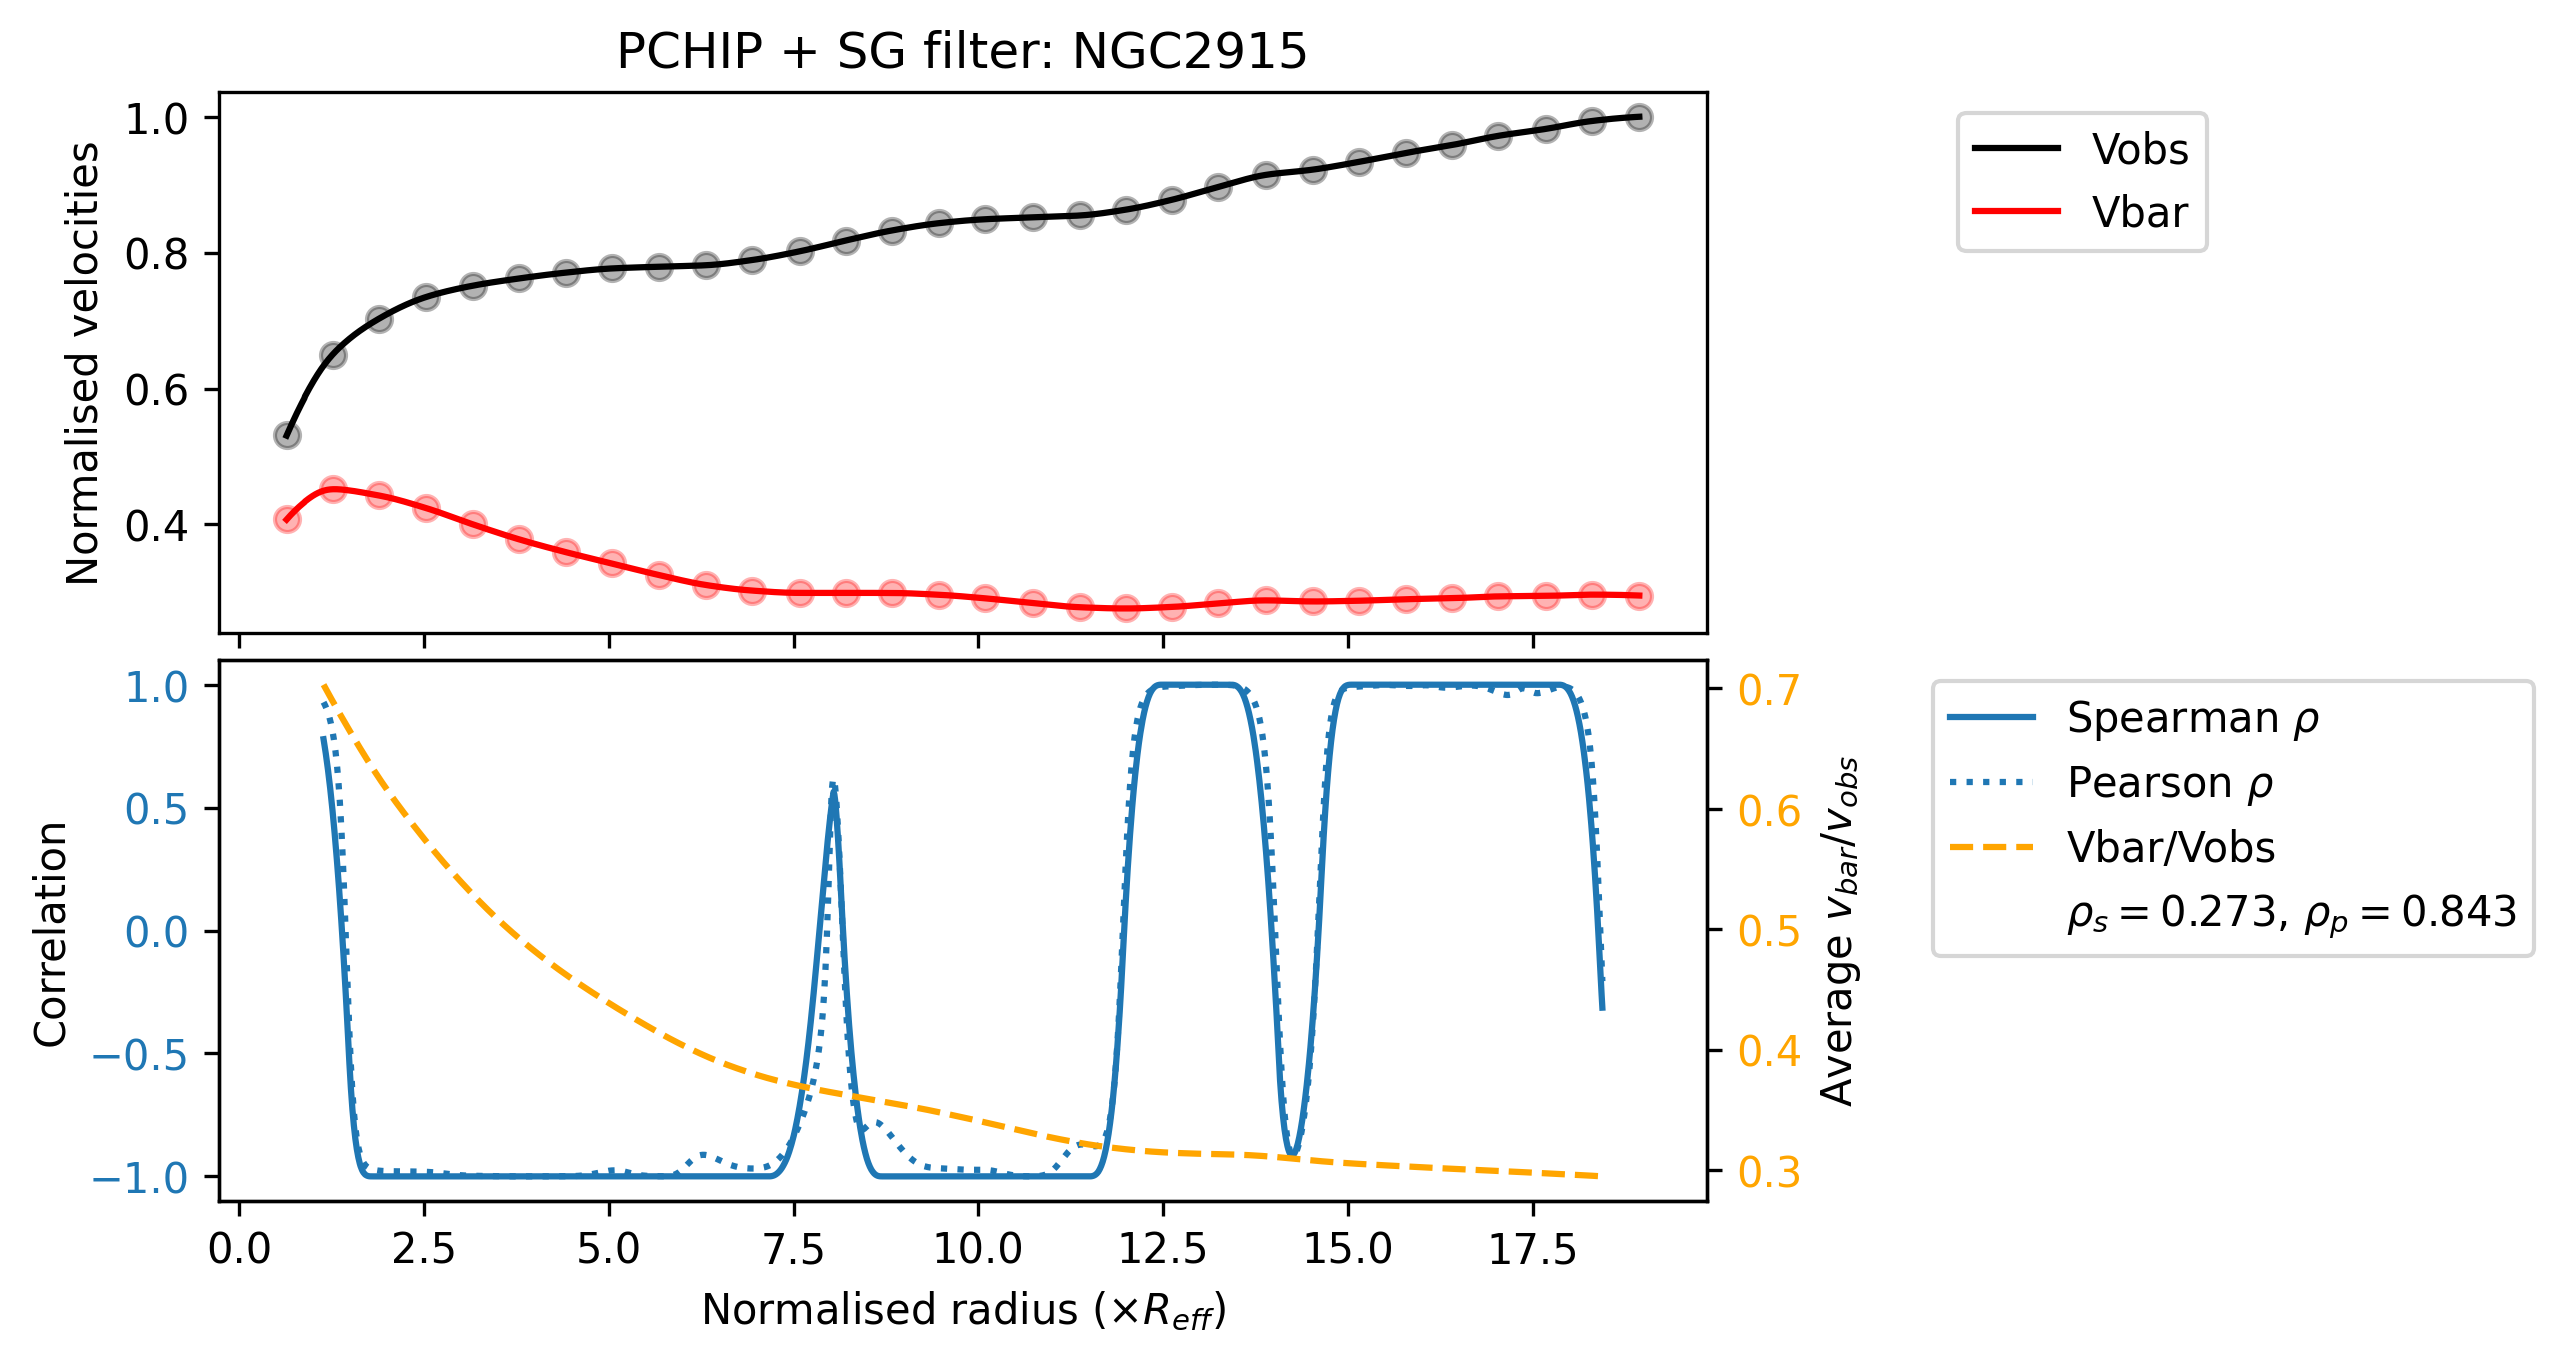 PCHIP + SG filter: NGC2915
Normalised velocities
1.0
0.8
0.6
0.4
Vobs
Vbar
Correlation
1.0
0.5
0.0
−0.5
−1.0
0.7
0.6
0.5
0.4
0.3
Average v_bar/v_obs
Spearman ρ
Pearson ρ
Vbar/Vobs
ρ_s = 0.273, ρ_p = 0.843
0.0 2.5 5.0 7.5 10.0 12.5 15.0 17.5
Normalised radius (×R_eff)